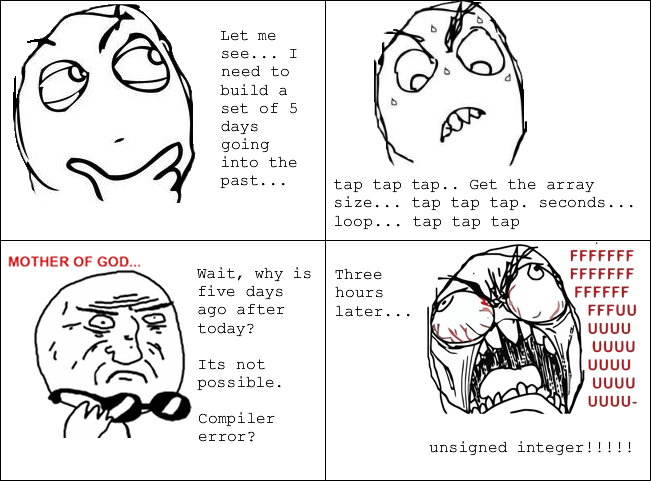 Let me
see... I
need to
build a
set of 5
days
going
into the
past...
tap tap tap.. Get the array
size... tap tap tap. seconds...
loop... tap tap tap
MOTHER OF GOD...
Wait, why is
five days
ago after
today?
Its not
possible.
Compiler
error?
Three
hours
later...
FFFFFFF
FFFFFFF
FFFFFF
FFFUU
UUUU
UUUU
UUUU
UUUU
UUUU-
unsigned integer!!!!!